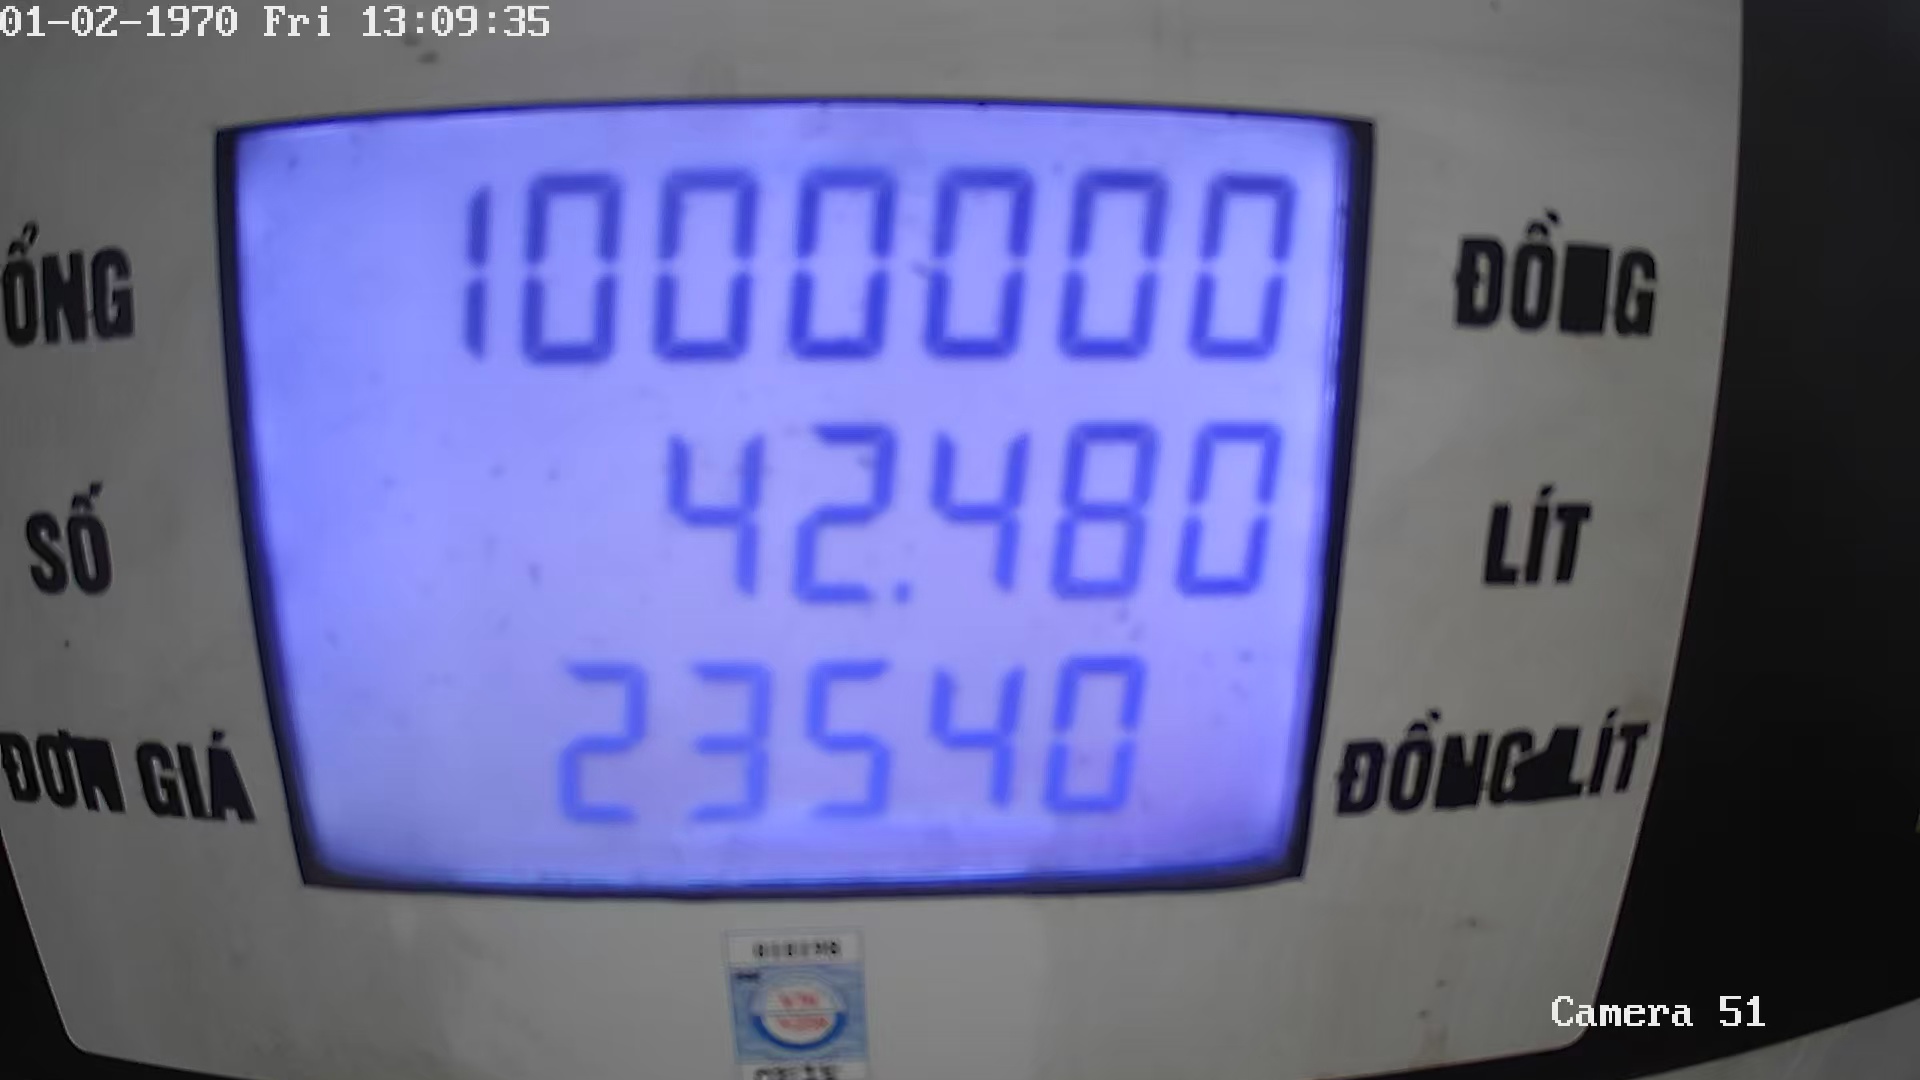 01-02-1970 Fri 13:09:35
1000000
ỔNG ĐỒNG
42.480
SỐ LÍT
23540
ĐƠN GIÁ ĐỒNG/LÍT
Camera 51